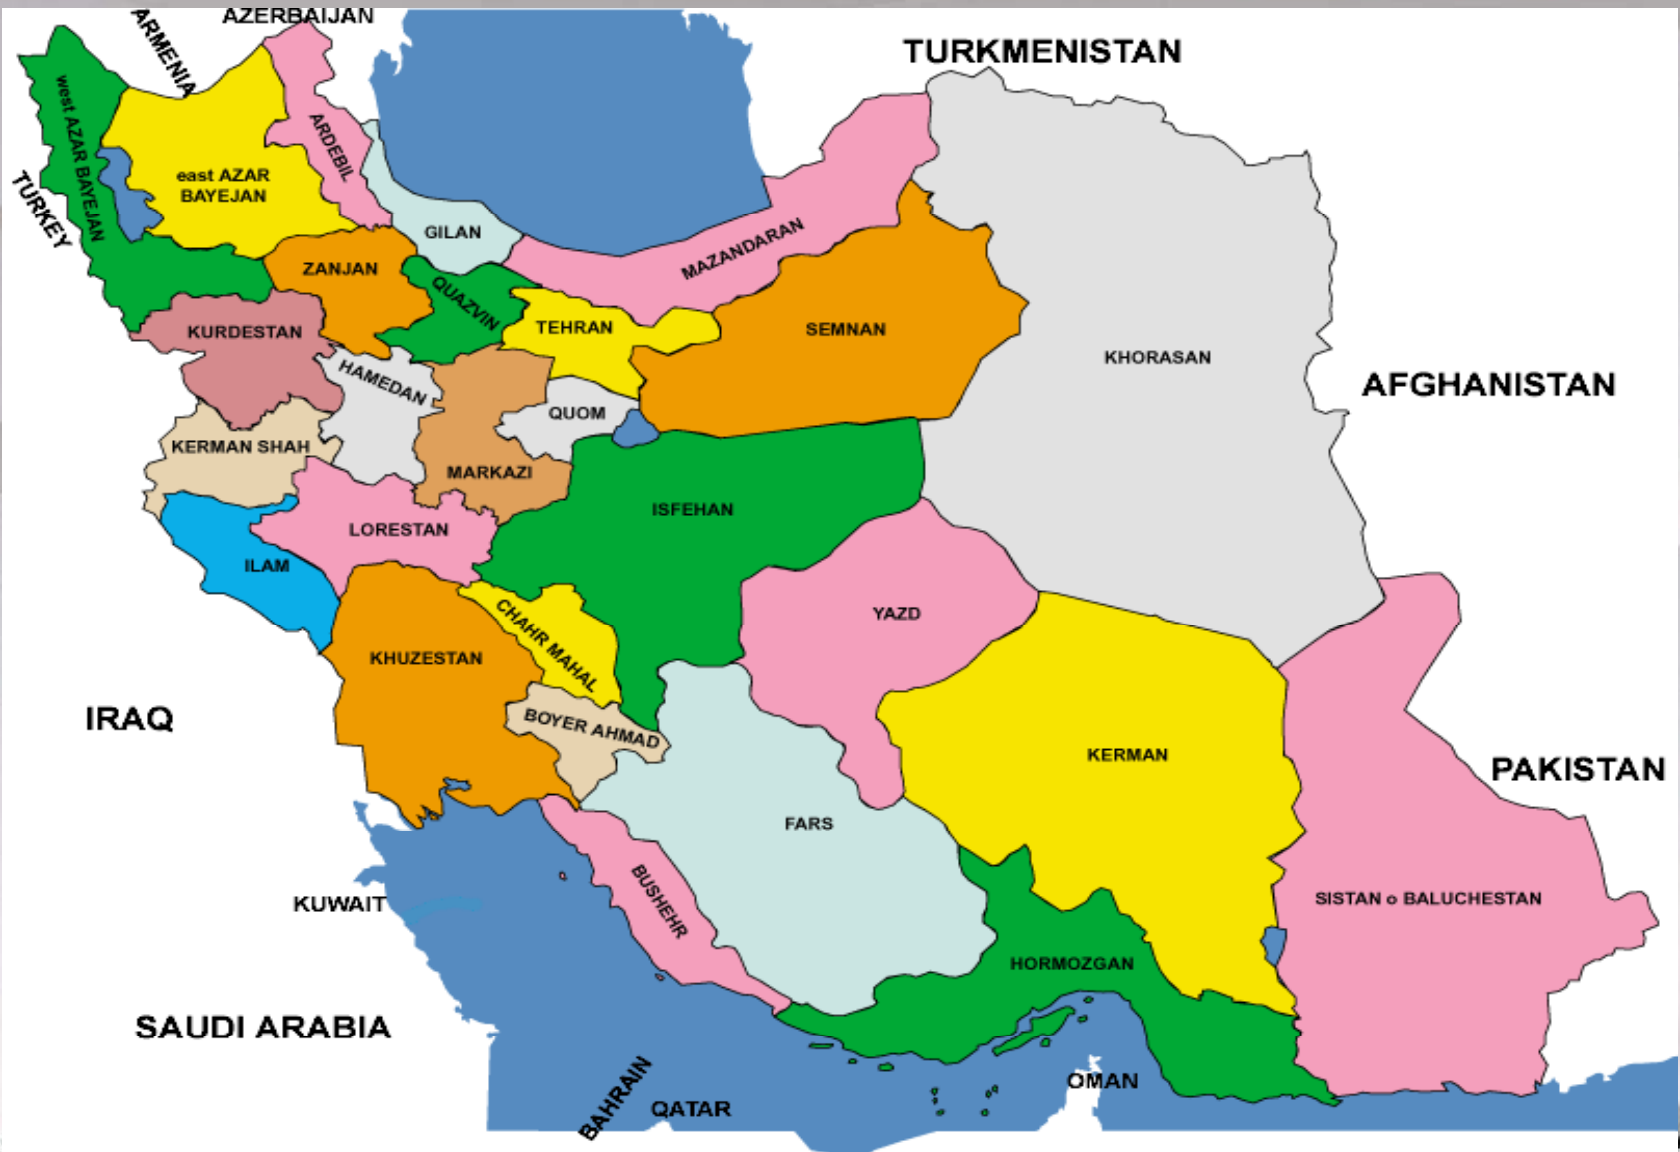 AZERBAIJAN
ARMENIA
TURKMENISTAN
west AZAR BAYEJAN
ARDEBIL
east AZAR
BAYEJAN
TURKEY
GILAN
MAZANDARAN
ZANJAN
QUAZVIN
KURDESTAN
TEHRAN
SEMNAN
KHORASAN
HAMEDAN
AFGHANISTAN
QUOM
KERMAN SHAH
MARKAZI
ISFEHAN
LORESTAN
ILAM
YAZD
CHAHR MAHAL
KHUZESTAN
IRAQ
BOYER AHMAD
KERMAN
PAKISTAN
FARS
BUSHEHR
SISTAN o BALUCHESTAN
KUWAIT
HORMOZGAN
SAUDI ARABIA
BAHRAIN
OMAN
QATAR